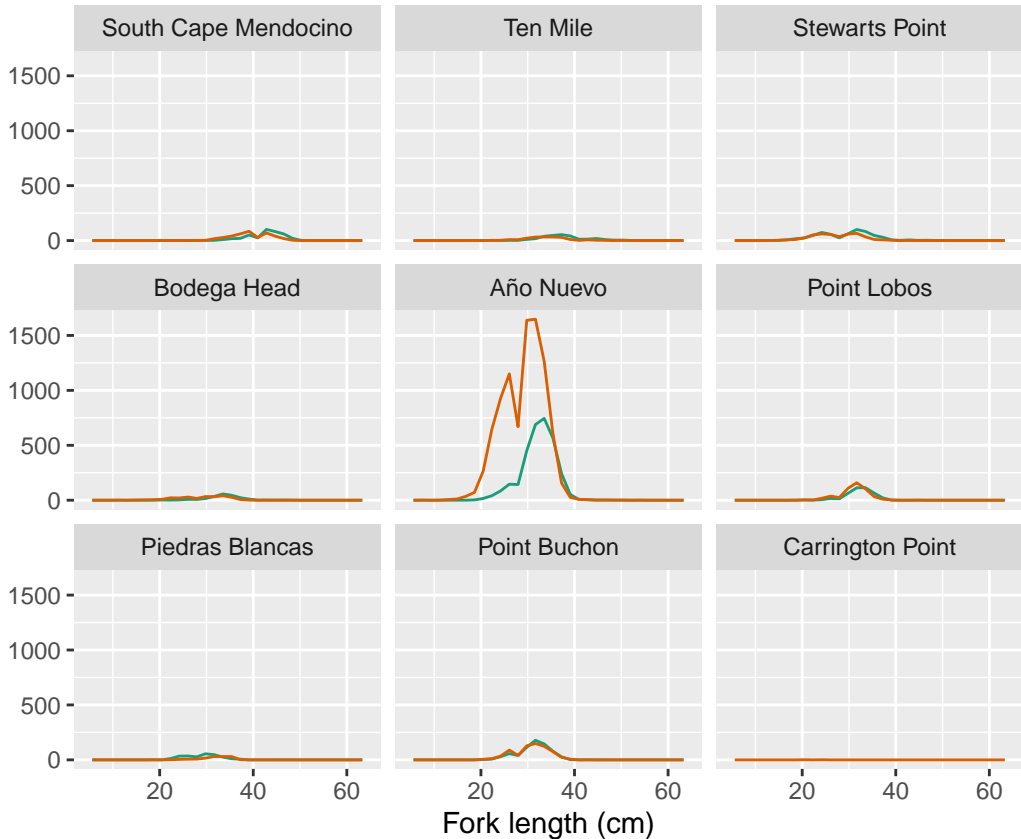 South Cape Mendocino Ten Mile Stewarts Point
1500
1000
500
0
Bodega Head Año Nuevo Point Lobos
1500
1000
500
0
Piedras Blancas Point Buchon Carrington Point
1500
1000
500
0
20 40 60 20 40 60 20 40 60
Fork length (cm)